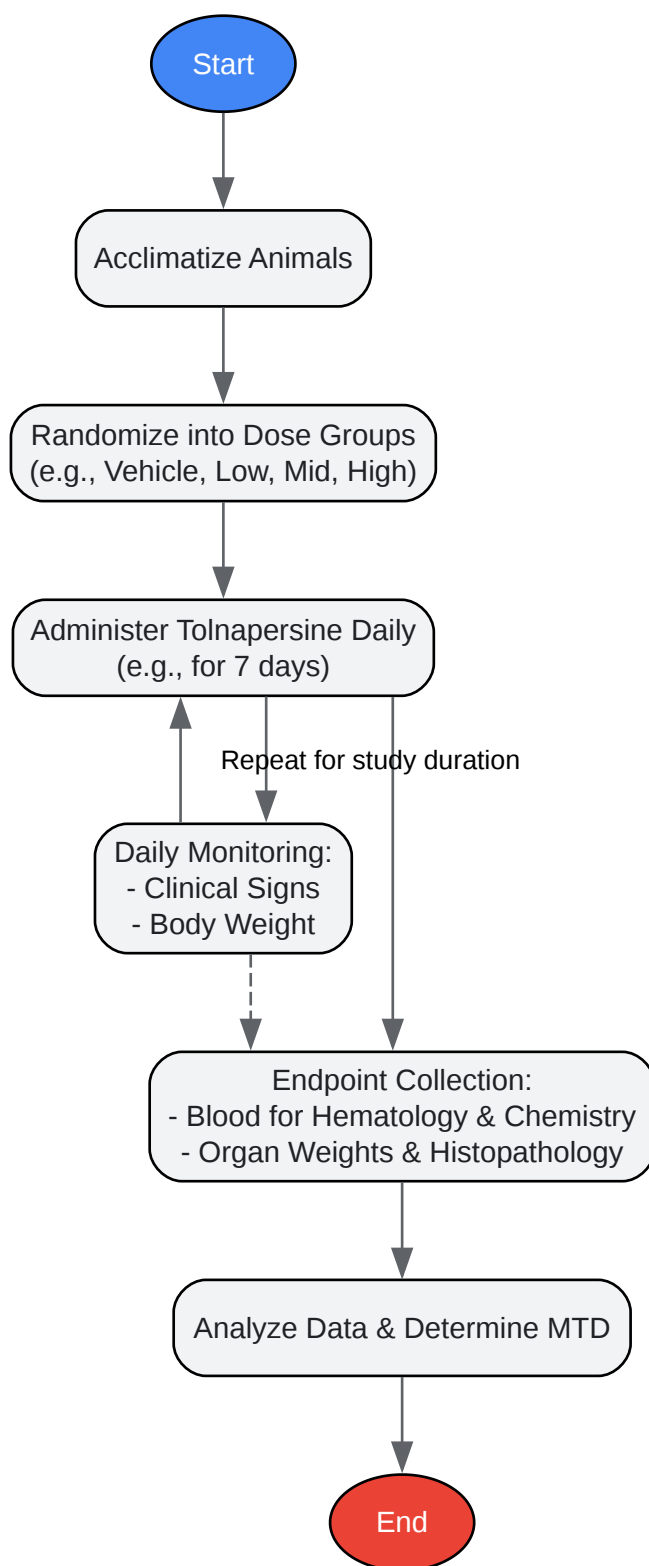 Start
Acclimatize Animals
Randomize into Dose Groups
(e.g., Vehicle, Low, Mid, High)
Administer Tolnapersine Daily
(e.g., for 7 days)
Repeat for study duration
Daily Monitoring:
- Clinical Signs
- Body Weight
Endpoint Collection:
- Blood for Hematology & Chemistry
- Organ Weights & Histopathology
Analyze Data & Determine MTD
End